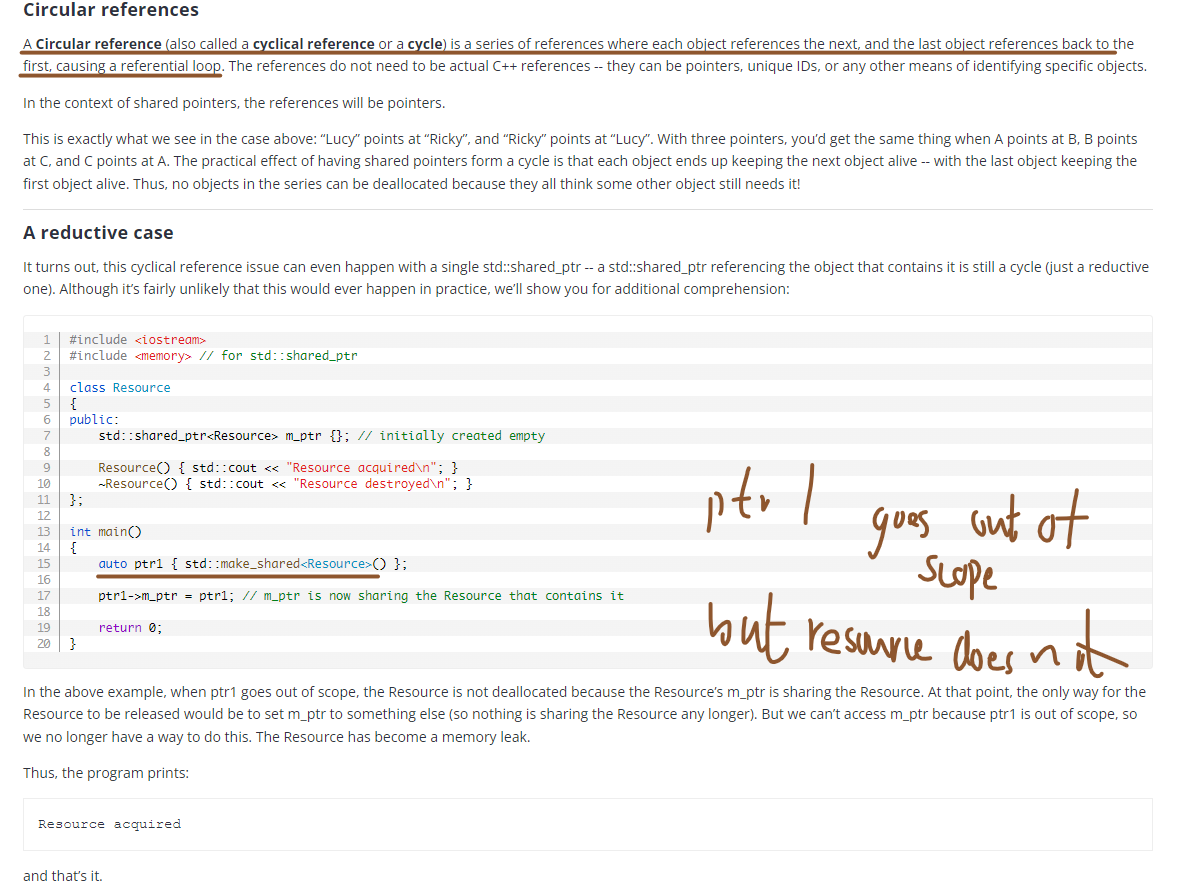 Circular references
A Circular reference (also called a cyclical reference or a cycle) is a series of references where each object references the next, and the last object references back to the
first, causing a referential loop. The references do not need to be actual C++ references -- they can be pointers, unique IDs, or any other means of identifying specific objects.
In the context of shared pointers, the references will be pointers.
This is exactly what we see in the case above: “Lucy” points at “Ricky”, and “Ricky” points at “Lucy”. With three pointers, you’d get the same thing when A points at B, B points
at C, and C points at A. The practical effect of having shared pointers form a cycle is that each object ends up keeping the next object alive -- with the last object keeping the
first object alive. Thus, no objects in the series can be deallocated because they all think some other object still needs it!
A reductive case
It turns out, this cyclical reference issue can even happen with a single std::shared_ptr -- a std::shared_ptr referencing the object that contains it is still a cycle (just a reductive
one). Although it’s fairly unlikely that this would ever happen in practice, we’ll show you for additional comprehension:
1 #include <iostream>
2 #include <memory> // for std::shared_ptr
3
4 class Resource
5 {
6 public:
7     std::shared_ptr<Resource> m_ptr {}; // initially created empty
8
9     Resource() { std::cout << "Resource acquired\n"; }
10     ~Resource() { std::cout << "Resource destroyed\n"; }
11 };
12
13 int main()
14 {
15     auto ptr1 { std::make_shared<Resource>() };
16
17     ptr1->m_ptr = ptr1; // m_ptr is now sharing the Resource that contains it
18
19     return 0;
20 }
ptr 1
goes out of
scope
but resource does not
In the above example, when ptr1 goes out of scope, the Resource is not deallocated because the Resource’s m_ptr is sharing the Resource. At that point, the only way for the
Resource to be released would be to set m_ptr to something else (so nothing is sharing the Resource any longer). But we can’t access m_ptr because ptr1 is out of scope, so
we no longer have a way to do this. The Resource has become a memory leak.
Thus, the program prints:
Resource acquired
and that’s it.